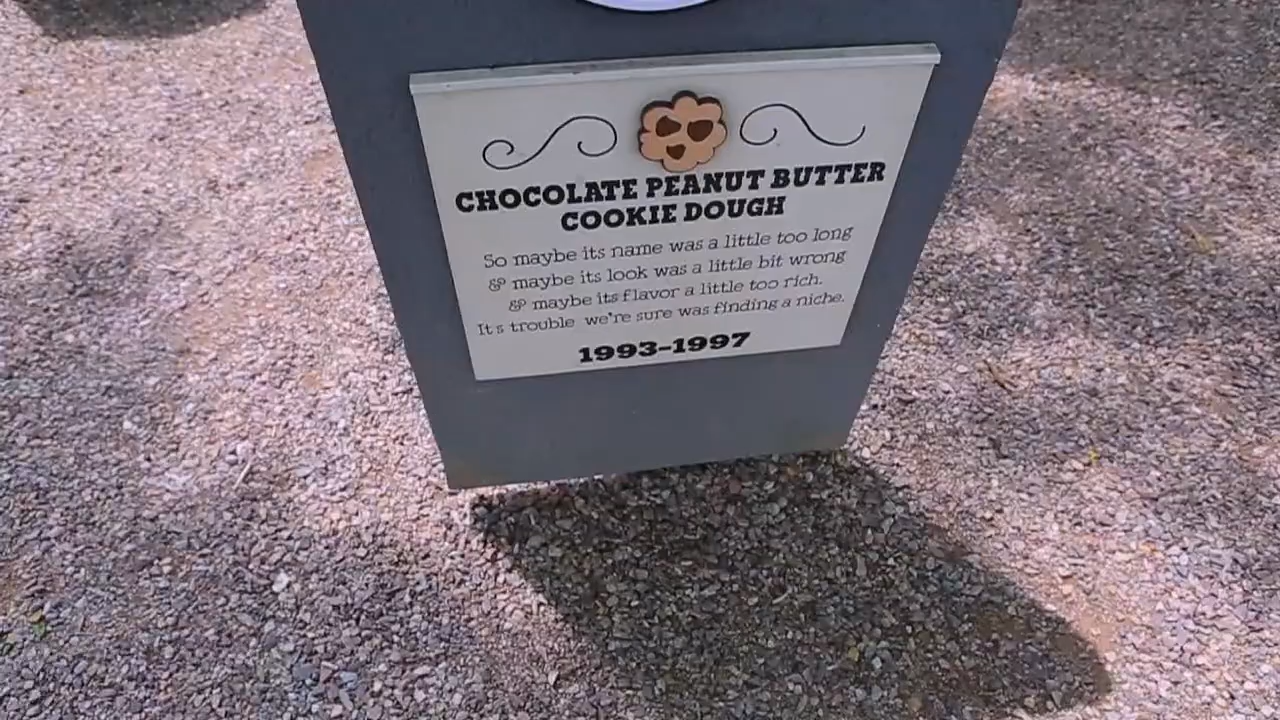 CHOCOLATE PEANUT BUTTER
COOKIE DOUGH
So maybe its name was a little too long
& maybe its look was a little bit wrong
& maybe its flavor a little too rich.
It s trouble we're sure was finding a niche.
1993-1997